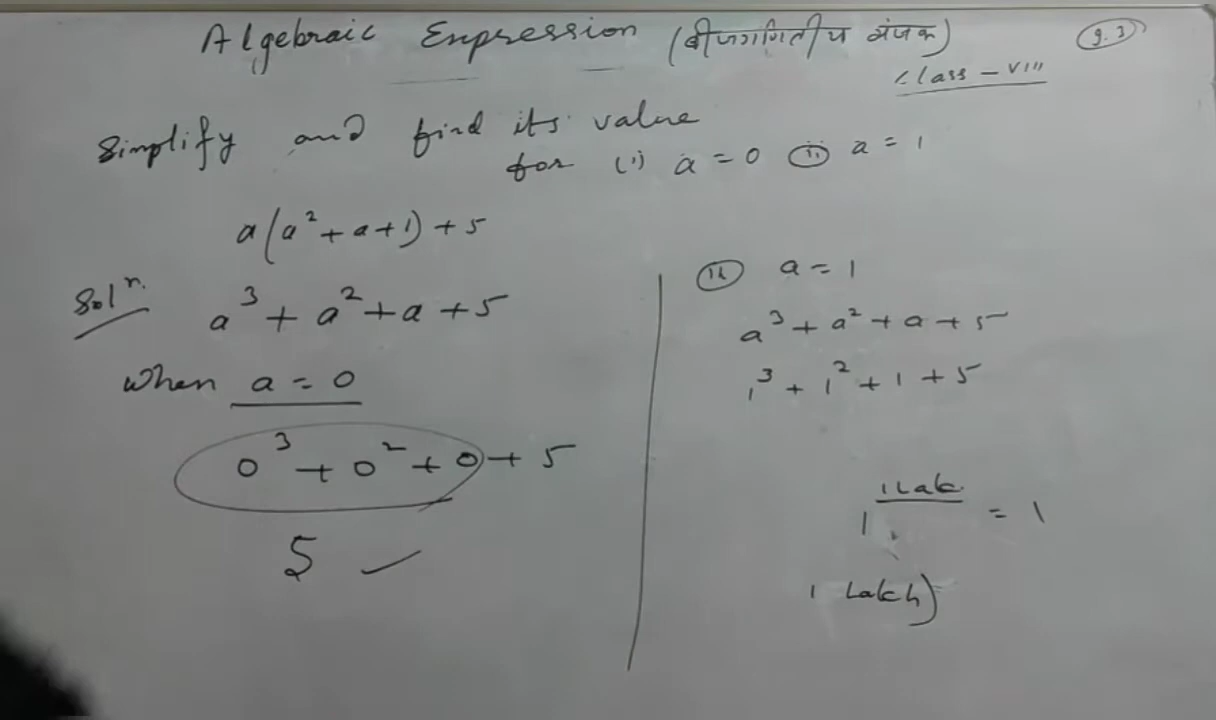 Algebraic Expression (बीजगणितीय व्यंजक)
9.3
Class - VIII
Simplify and find its value
for (i) a = 0 (ii) a = 1
a(a² + a + 1) + 5
Solⁿ.
a³ + a² + a + 5
When a = 0
0³ + 0² + 0 + 5
5 ✓
(ii) a = 1
a³ + a² + a + 5
1³ + 1² + 1 + 5
1^(1 Lak) = 1
1 Lakh)